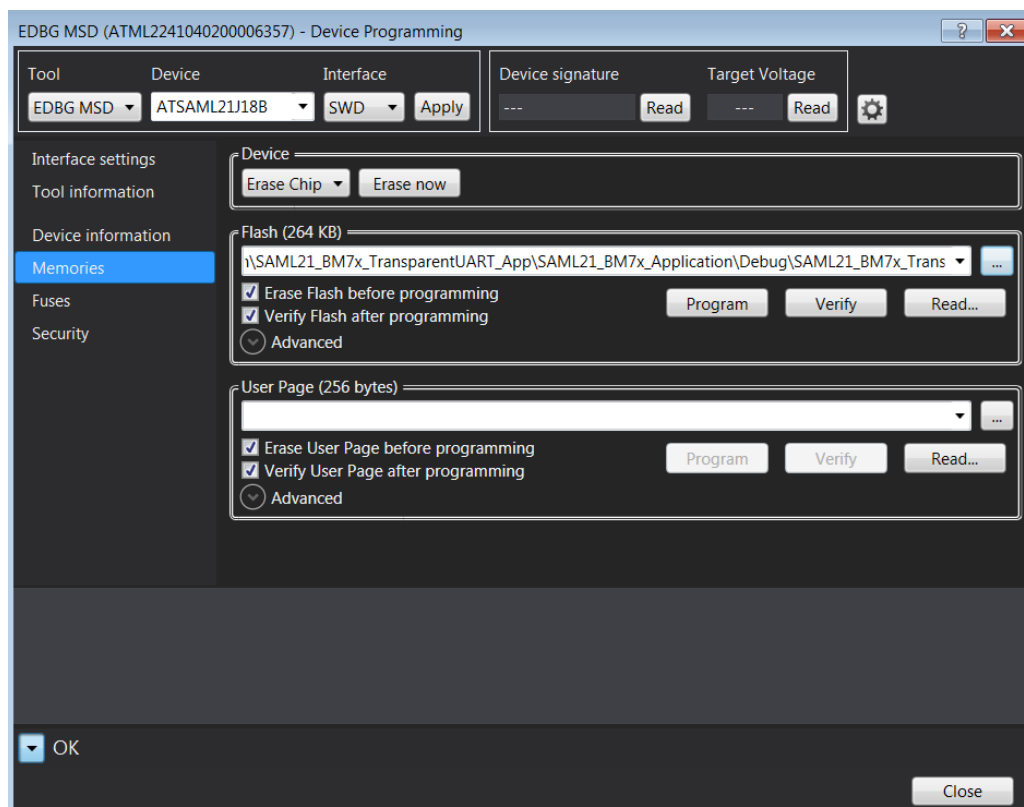 EDBG MSD (ATML2241040200006357) - Device Programming
Tool Device Interface Device signature Target Voltage
EDBG MSD ATSAML21J18B SWD Apply --- Read --- Read
Interface settings
Tool information
Device information
Memories
Fuses
Security
Device
Erase Chip Erase now
Flash (264 KB)
\SAML21_BM7x_TransparentUART_App\SAML21_BM7x_Application\Debug\SAML21_BM7x_Trans ...
Erase Flash before programming
Verify Flash after programming
Program Verify Read...
Advanced
User Page (256 bytes)
...
Erase User Page before programming
Verify User Page after programming
Program Verify Read...
Advanced
OK
Close